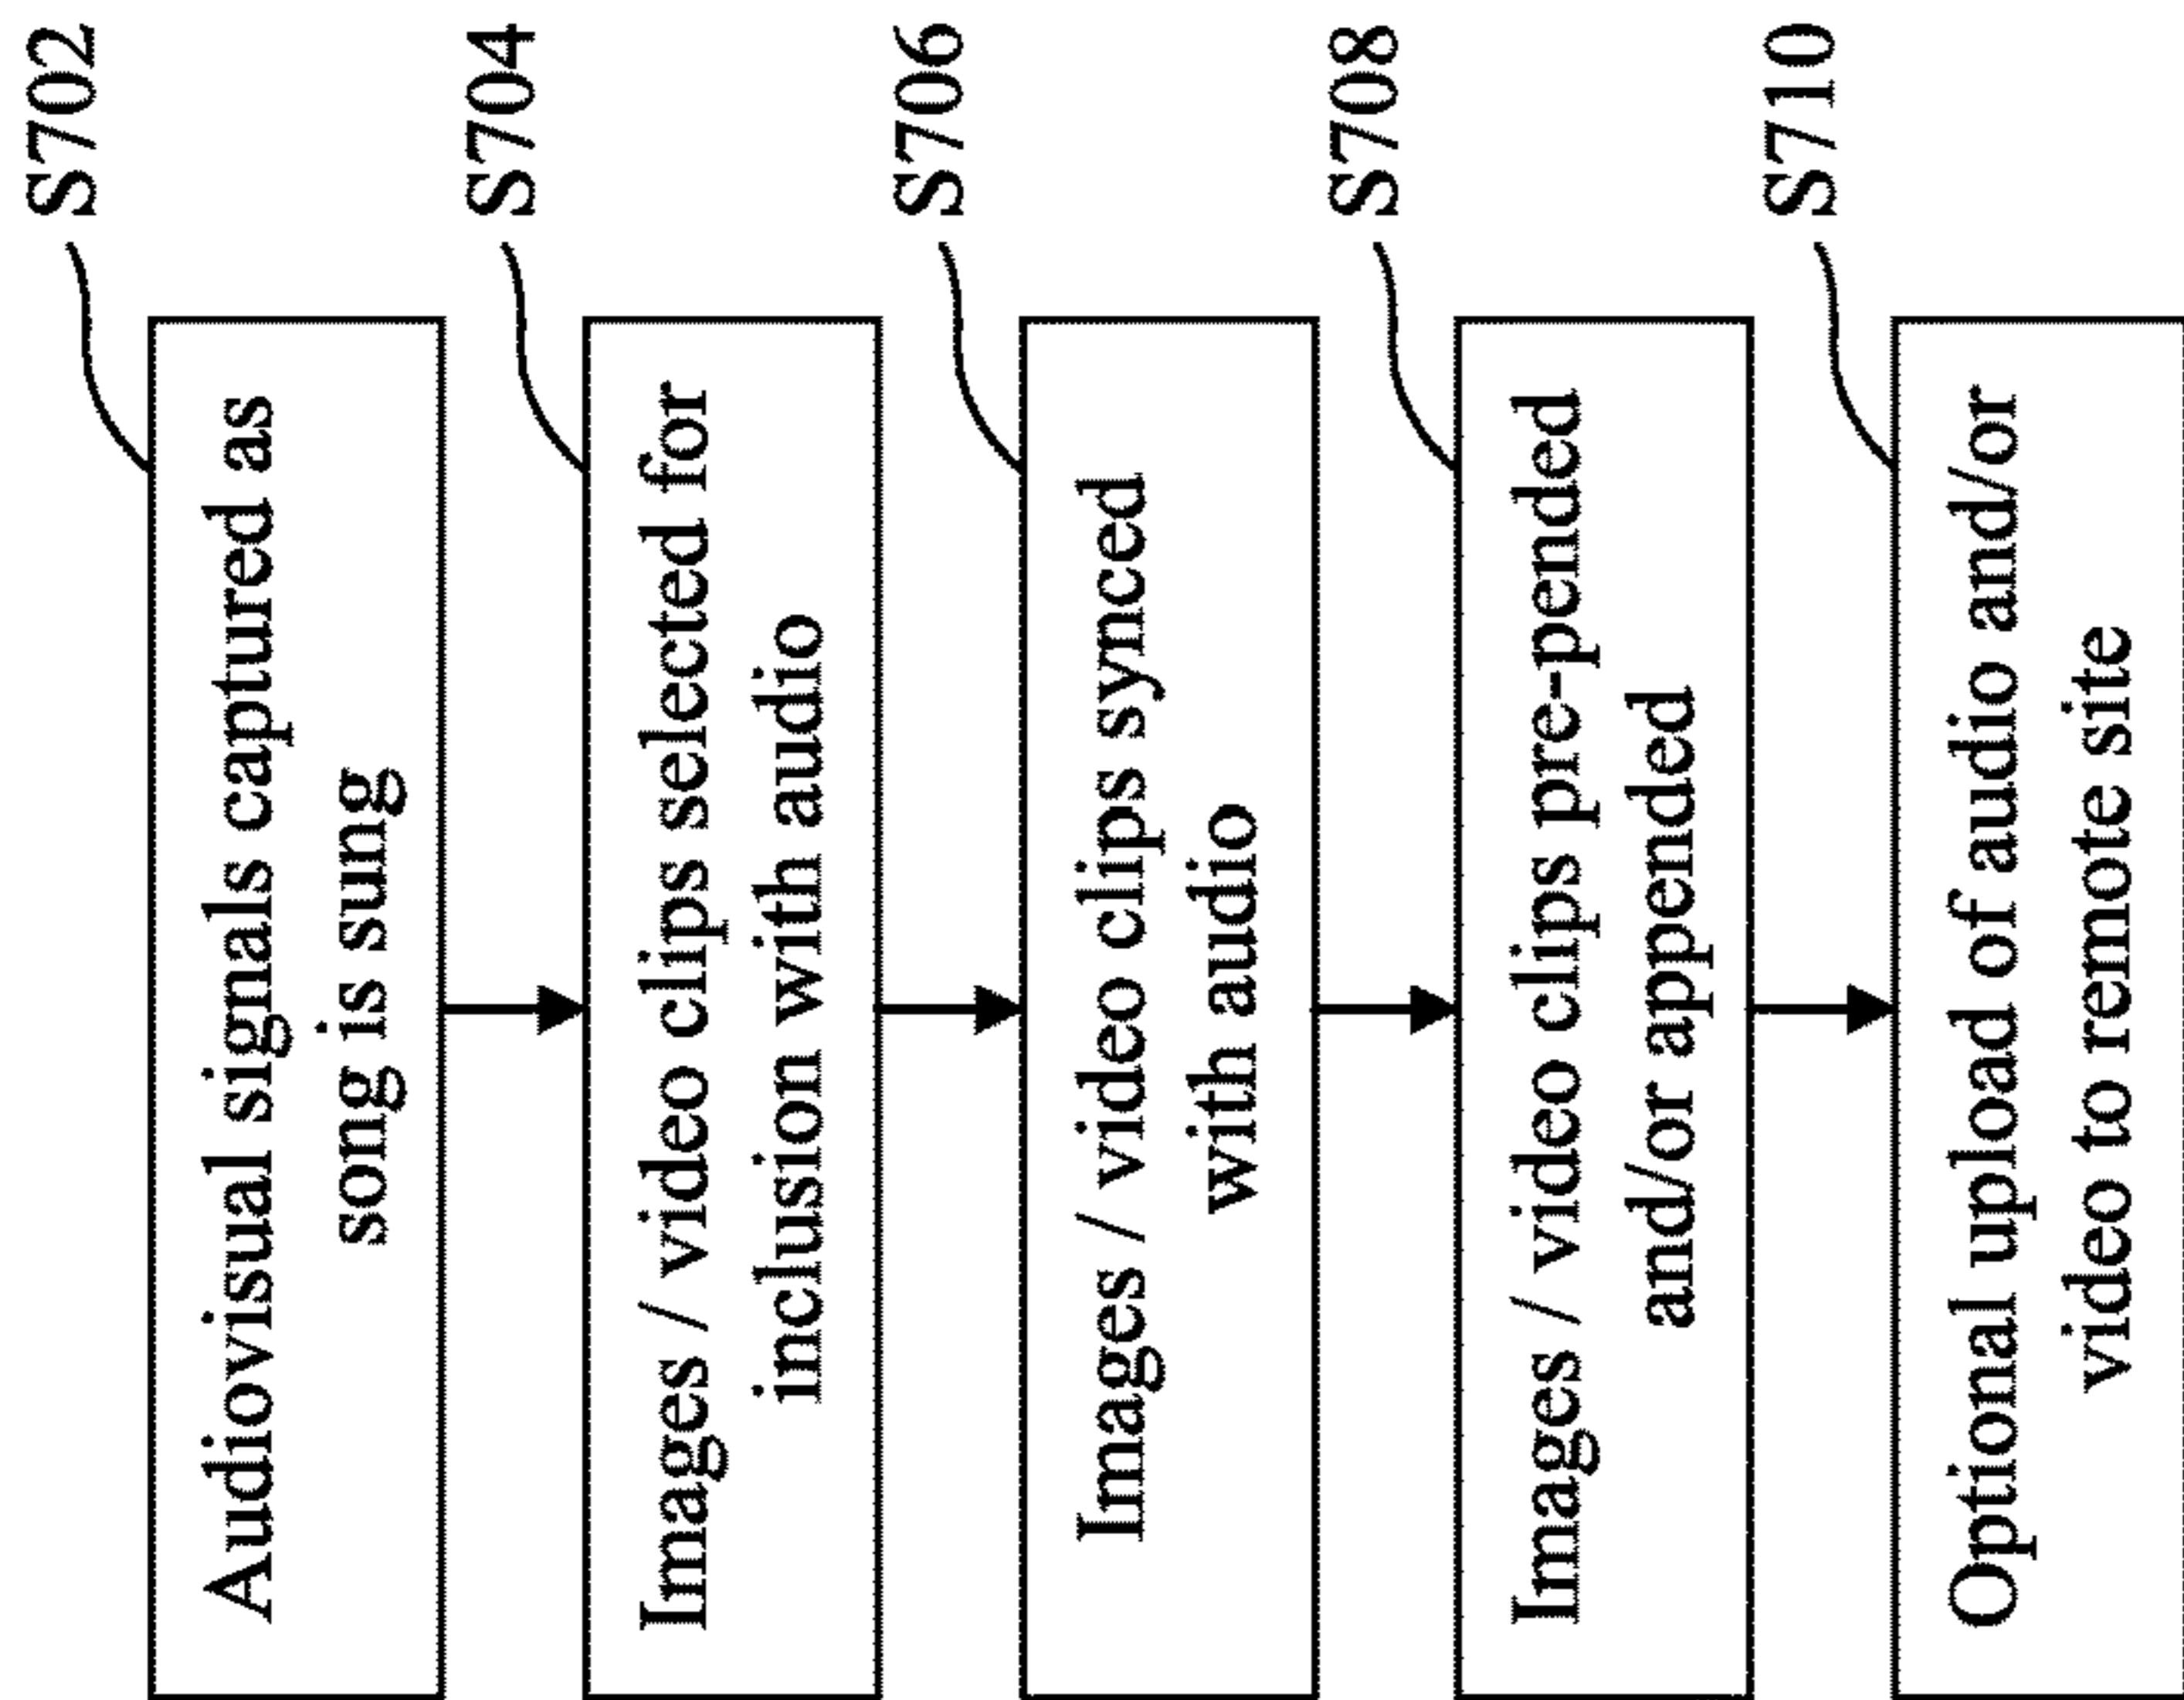 Audiovisual signals captured as
song is sung
S702
Images / video clips selected for
inclusion with audio
S704
Images / video clips synced
with audio
S706
Images / video clips pre-pended
and/or appended
S708
Optional upload of audio and/or
video to remote site
S710